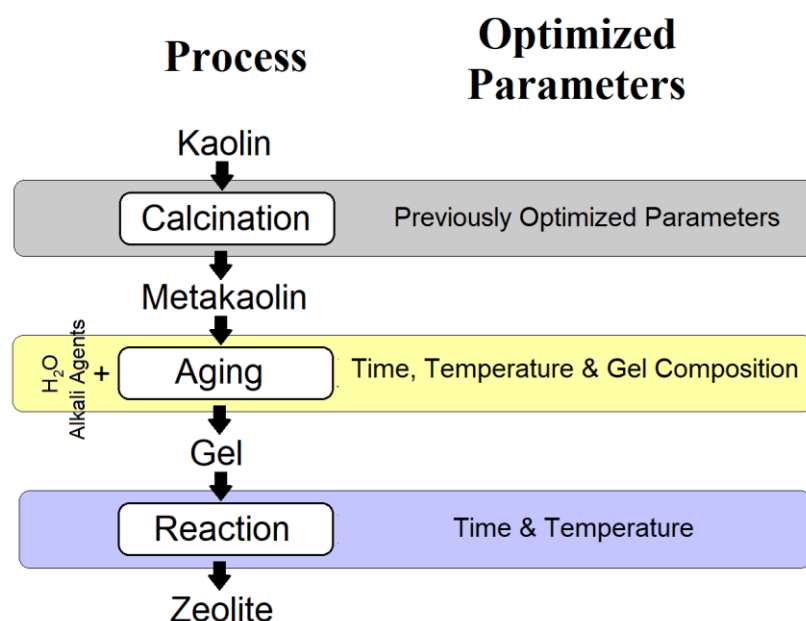 Process
Optimized
Parameters
Kaolin
Calcination
Previously Optimized Parameters
Metakaolin
H₂O
Alkali Agents
+
Aging
Time, Temperature & Gel Composition
Gel
Reaction
Time & Temperature
Zeolite